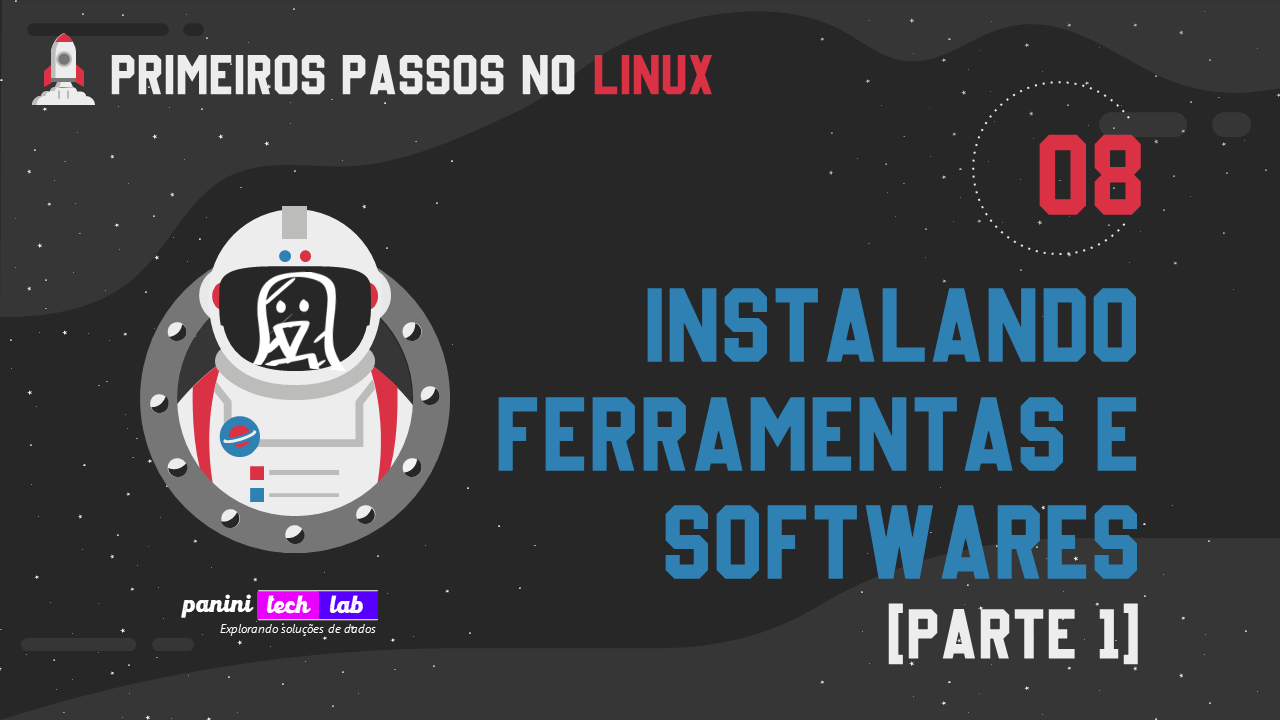 PRIMEIROS PASSOS NO LINUX
08
INSTALANDO
FERRAMENTAS E
SOFTWARES
[PARTE 1]
panini tech lab
Explorando soluções de dados